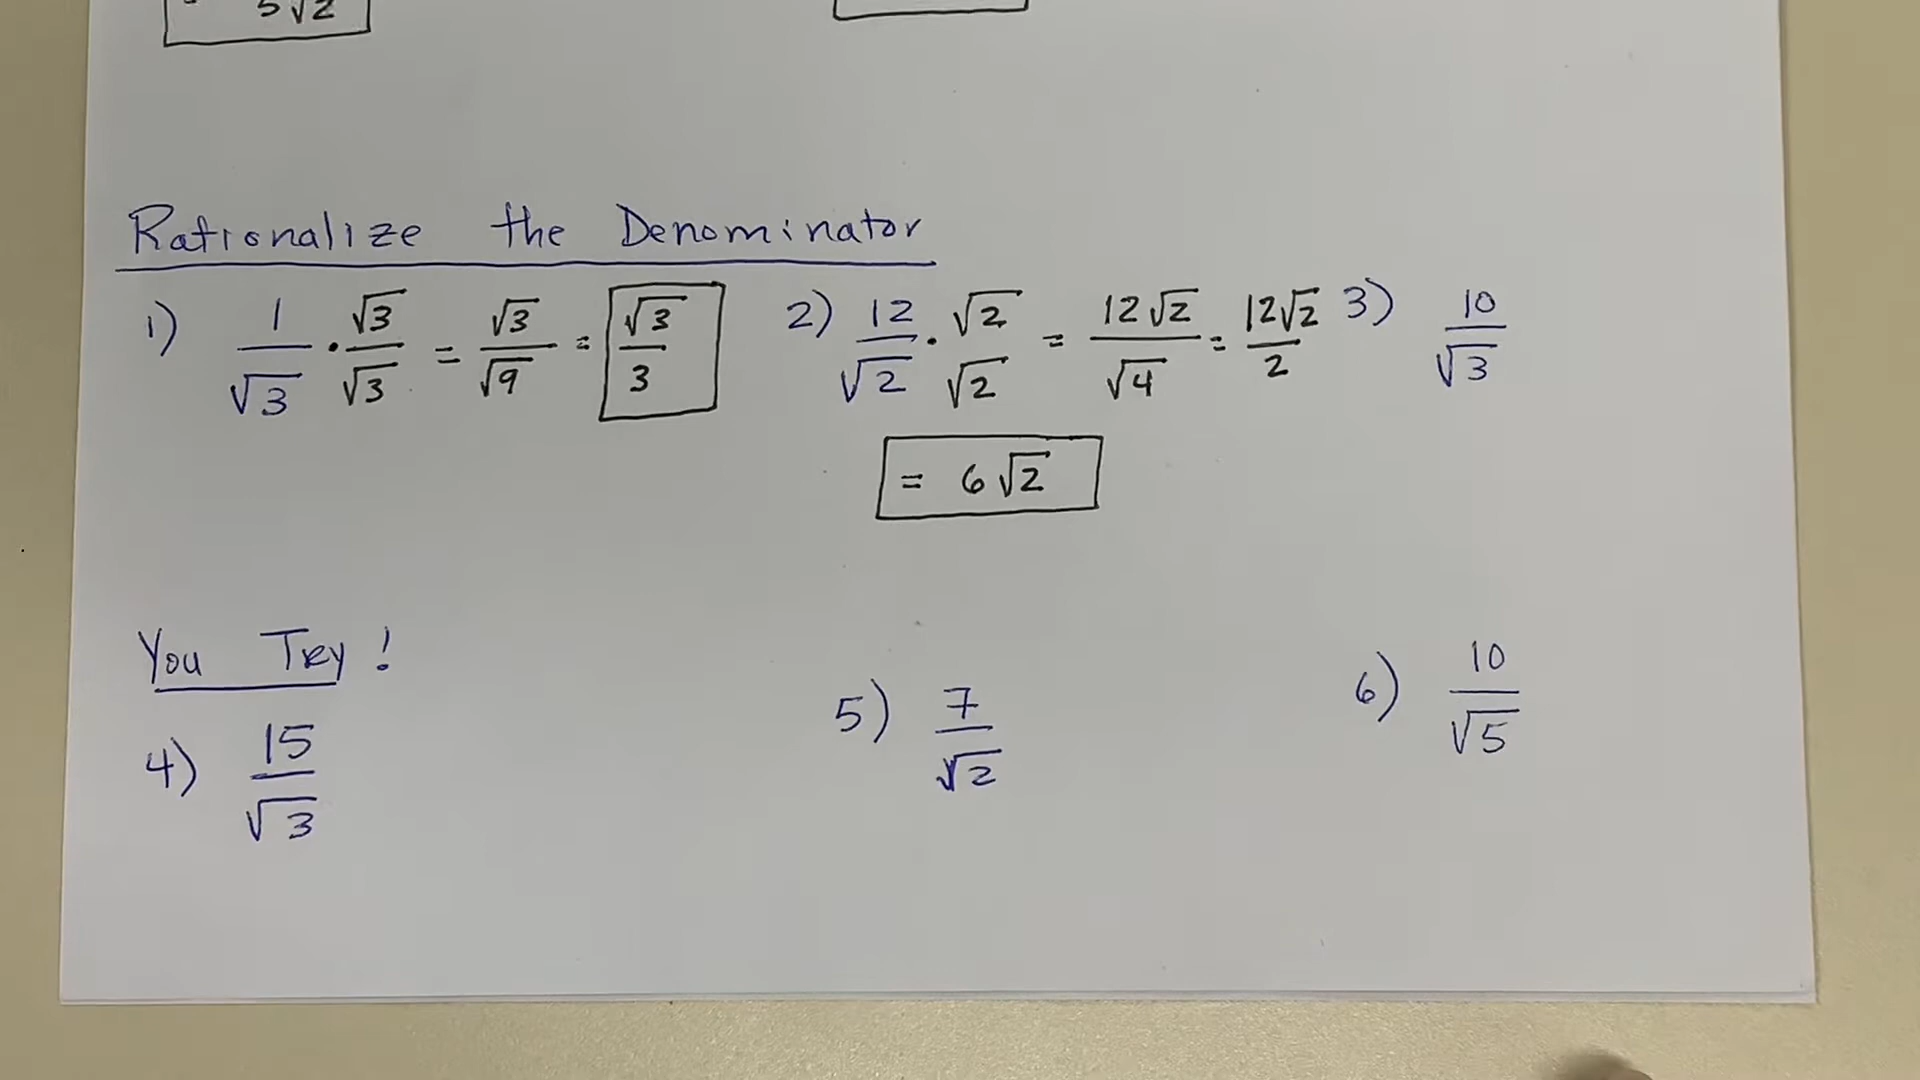 5√2
Rationalize the Denominator
1) 1/√3 · √3/√3 = √3/√9 = √3/3
2) 12/√2 · √2/√2 = 12√2/√4 = 12√2/2
= 6√2
3) 10/√3
You Try!
4) 15/√3
5) 7/√2
6) 10/√5